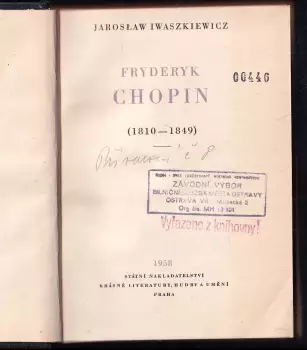 JAROSŁAW IWASZKIEWICZ
FRYDERYK
CHOPIN
00446
(1810—1849)
č 8
ZÁVODNÍ VÝBOR
OSTRAVA
Vyřazeno z knihovny!
1958
STÁTNÍ NAKLADATELSTVÍ
KRÁSNÉ LITERATURY, HUDBY A UMĚNÍ
PRAHA